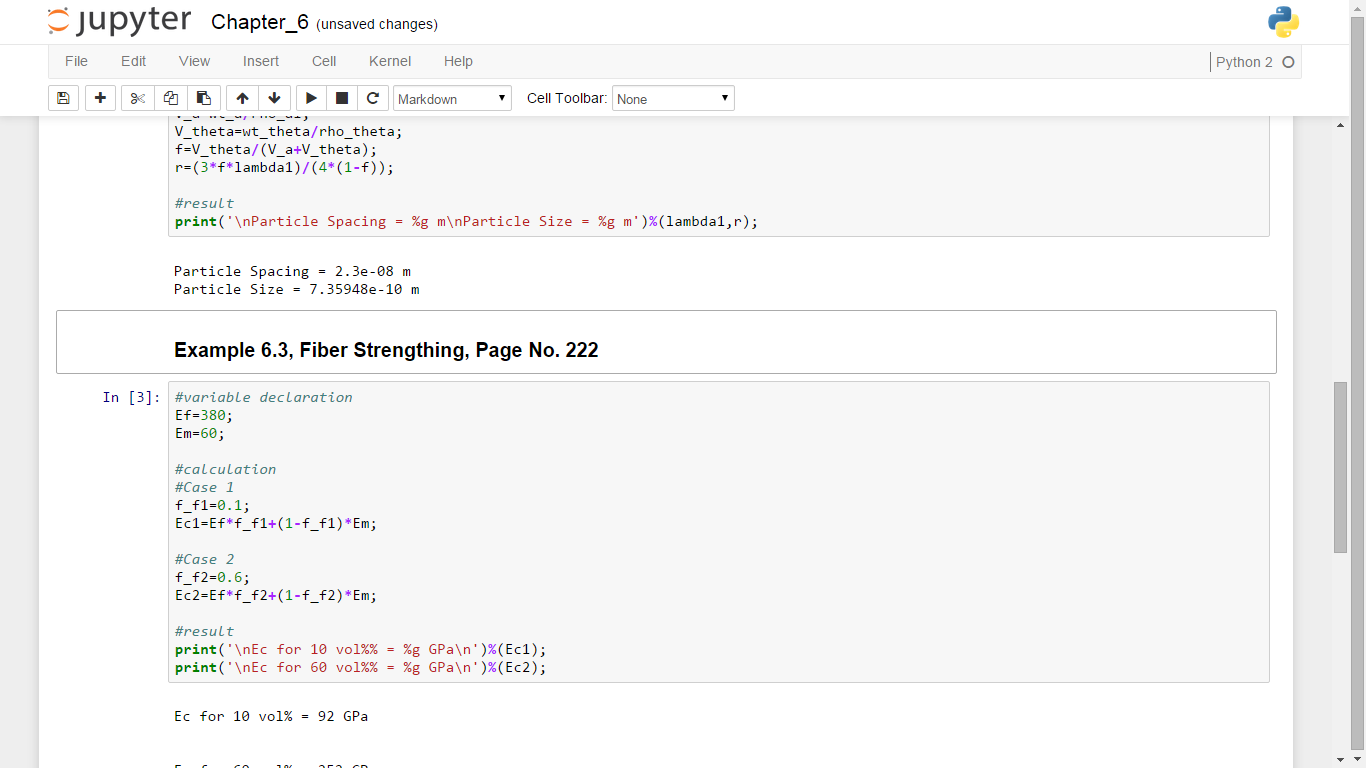 jupyter Chapter_6 (unsaved changes)
File Edit View Insert Cell Kernel Help Python 2
Markdown Cell Toolbar: None
V_theta=wt_theta/rho_theta;
f=V_theta/(V_a+V_theta);
r=(3*f*lambda1)/(4*(1-f));
#result
print('\nParticle Spacing = %g m\nParticle Size = %g m')%(lambda1,r);
Particle Spacing = 2.3e-08 m
Particle Size = 7.35948e-10 m
Example 6.3, Fiber Strengthing, Page No. 222
In [3]: #variable declaration
Ef=380;
Em=60;
#calculation
#Case 1
f_f1=0.1;
Ec1=Ef*f_f1+(1-f_f1)*Em;
#Case 2
f_f2=0.6;
Ec2=Ef*f_f2+(1-f_f2)*Em;
#result
print('\nEc for 10 vol%% = %g GPa\n')%(Ec1);
print('\nEc for 60 vol%% = %g GPa\n')%(Ec2);
Ec for 10 vol% = 92 GPa